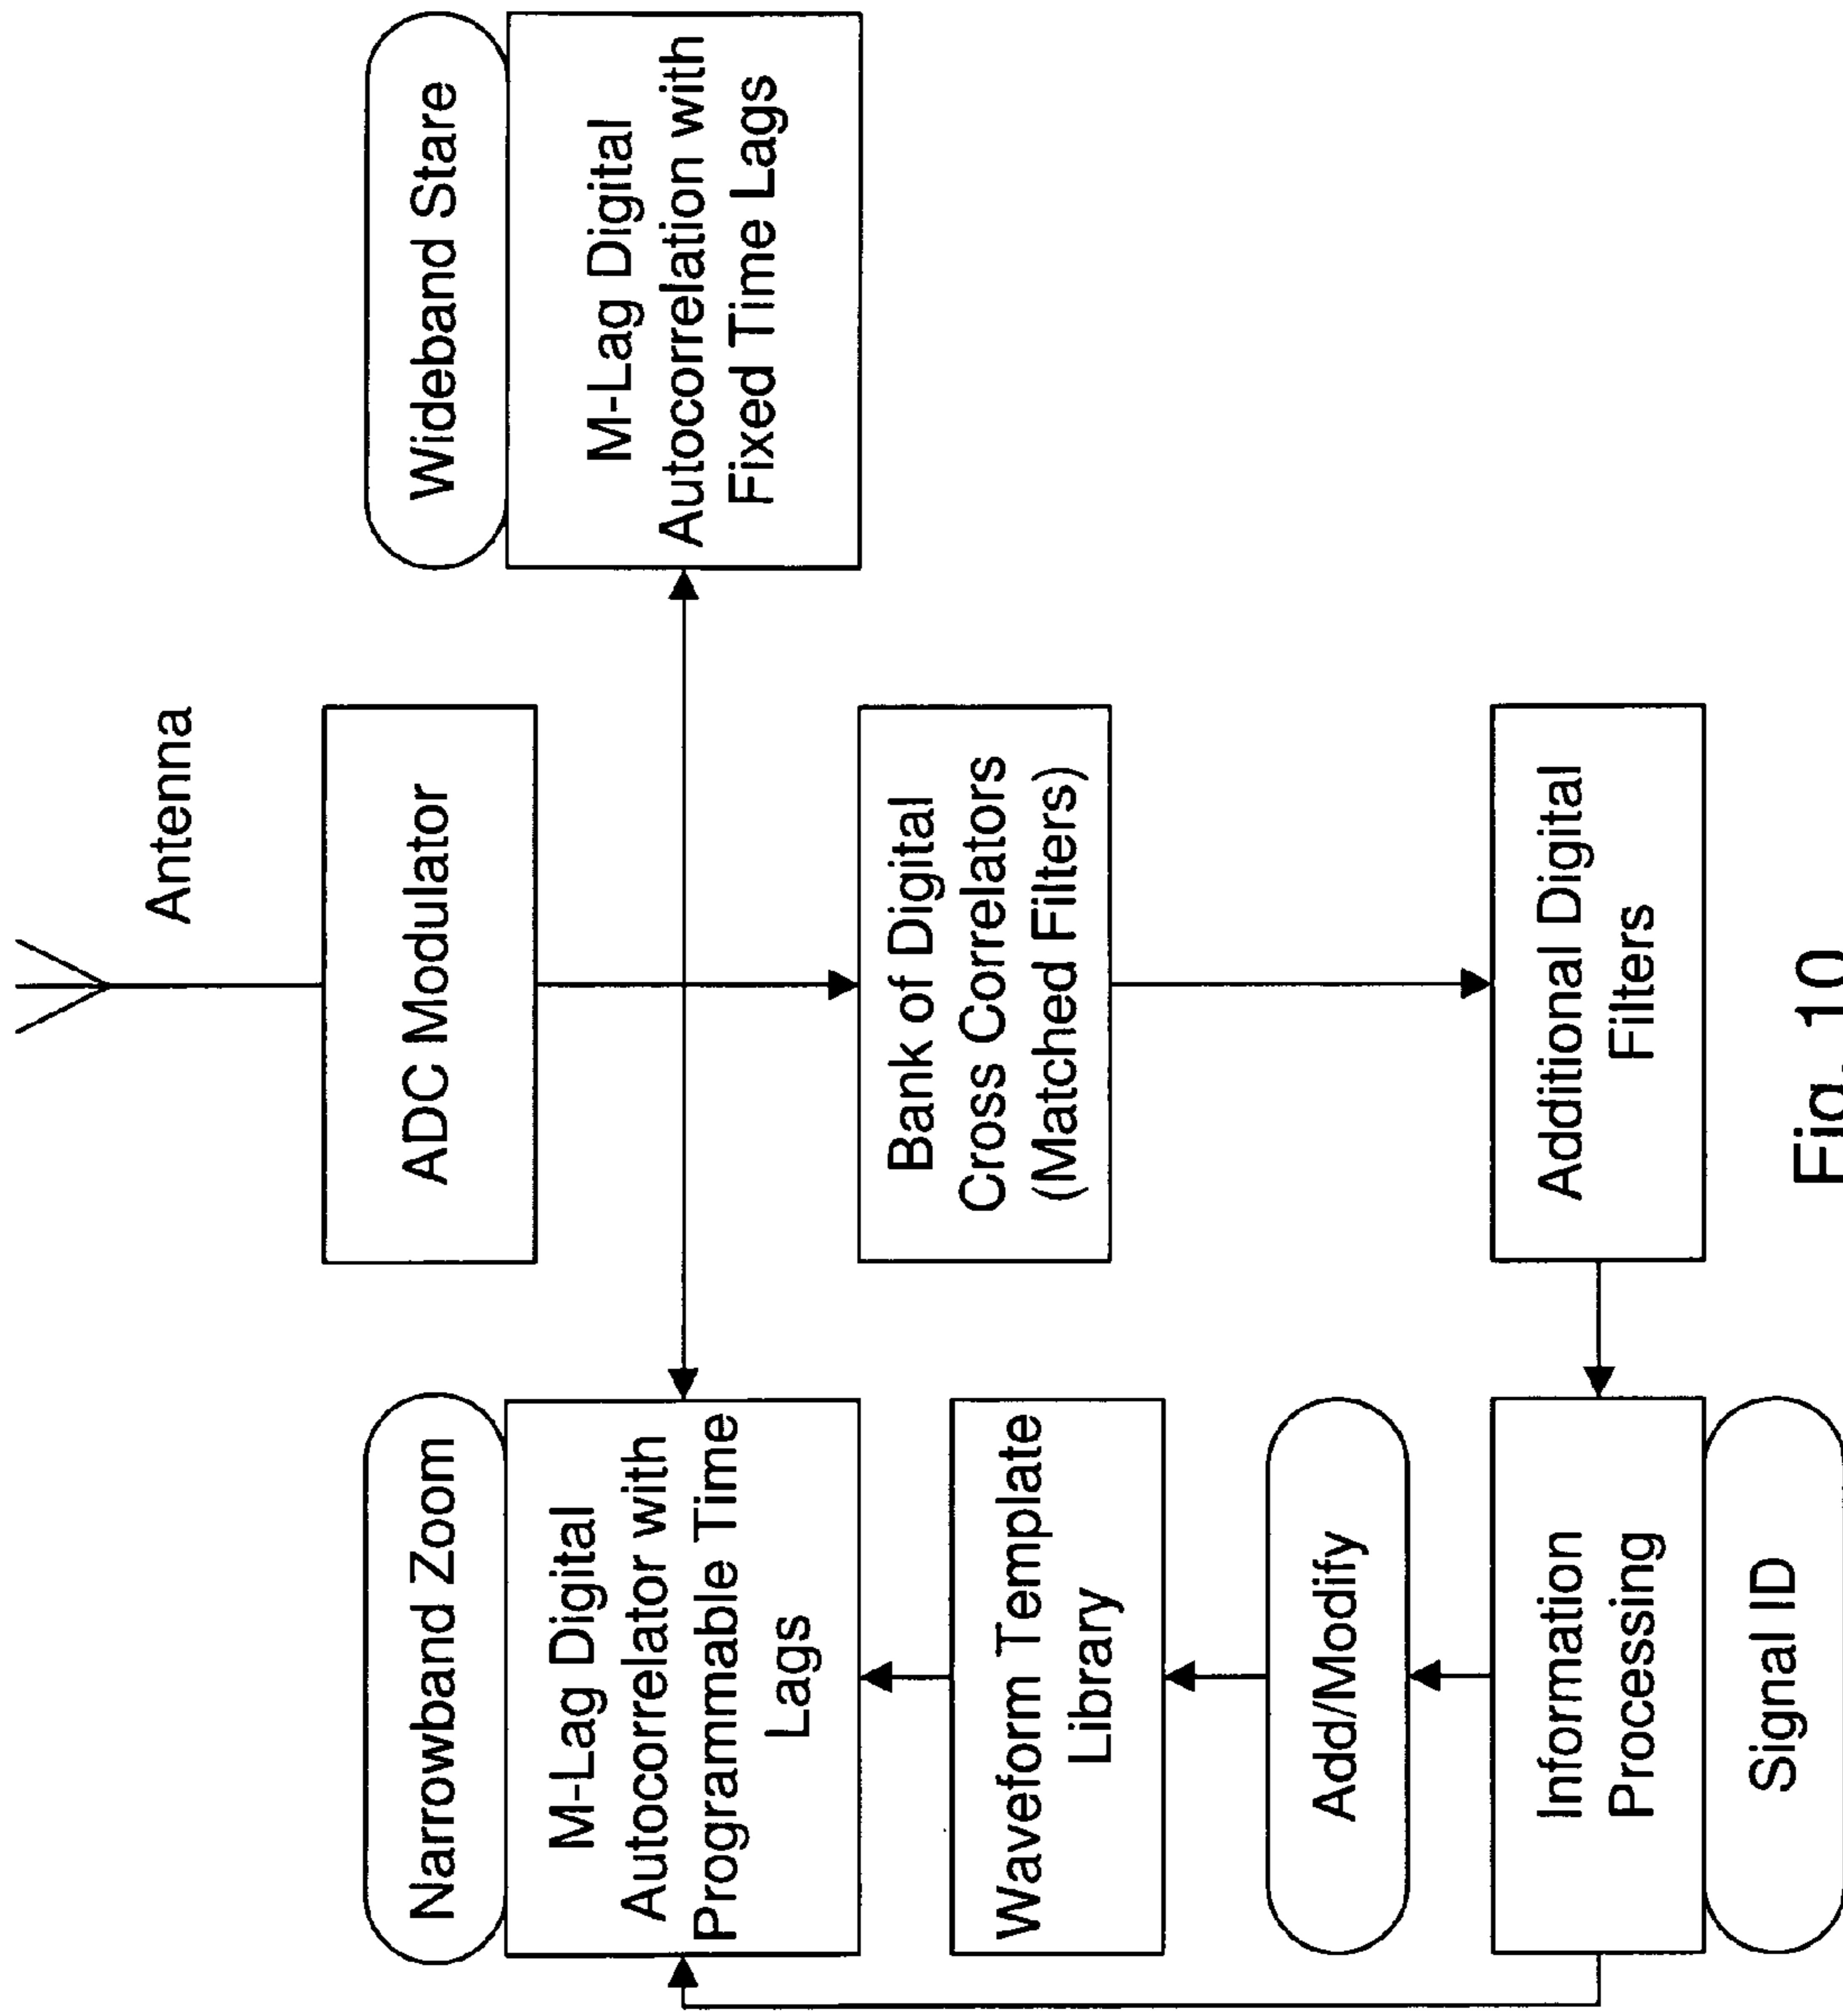 Antenna
ADC Modulator
Narrowband Zoom
M-Lag Digital
Autocorrelator with
Programmable Time
Lags
Wideband Stare
M-Lag Digital
Autocorrelation with
Fixed Time Lags
Bank of Digital
Cross Correlators
(Matched Filters)
Waveform Template
Library
Add/Modify
Information
Processing
Signal ID
Additional Digital
Filters
Fig. 10